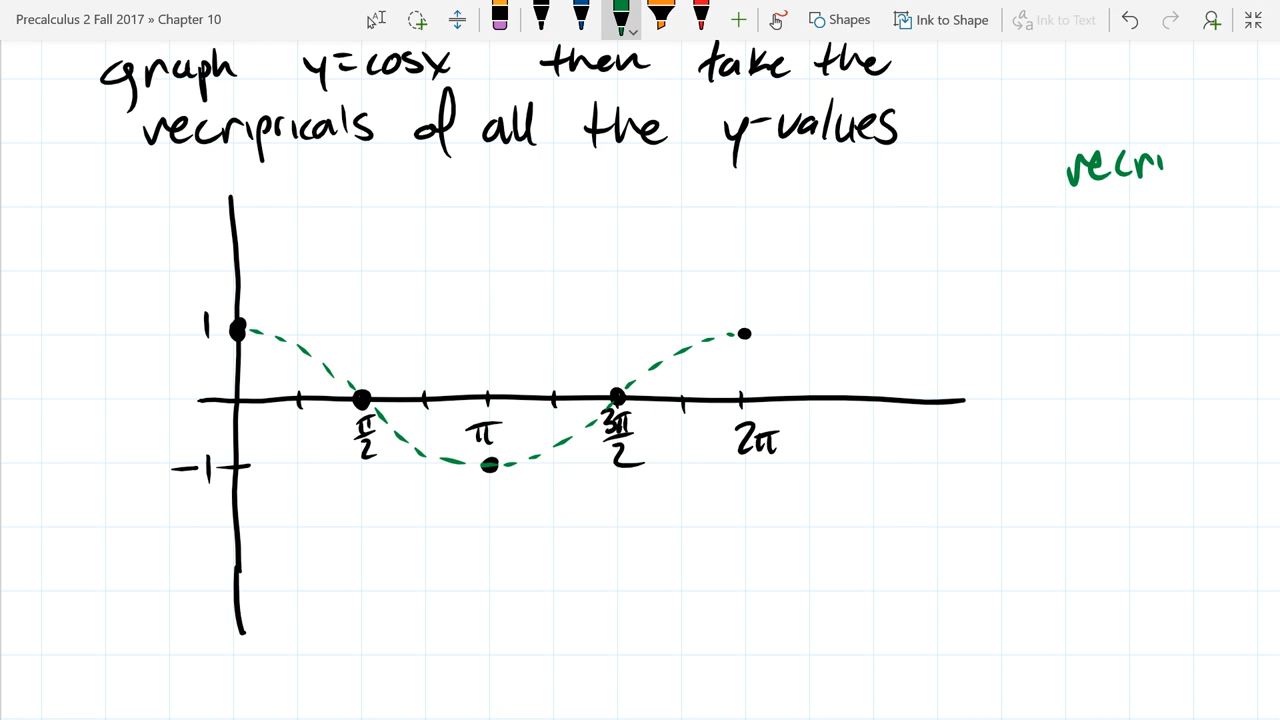 Precalculus 2 Fall 2017 » Chapter 10
Shapes
Ink to Shape
Ink to Text
graph y=cosx then take the
recripricals of all the y-values
recri
1
π/2
π
3π/2
2π
-1